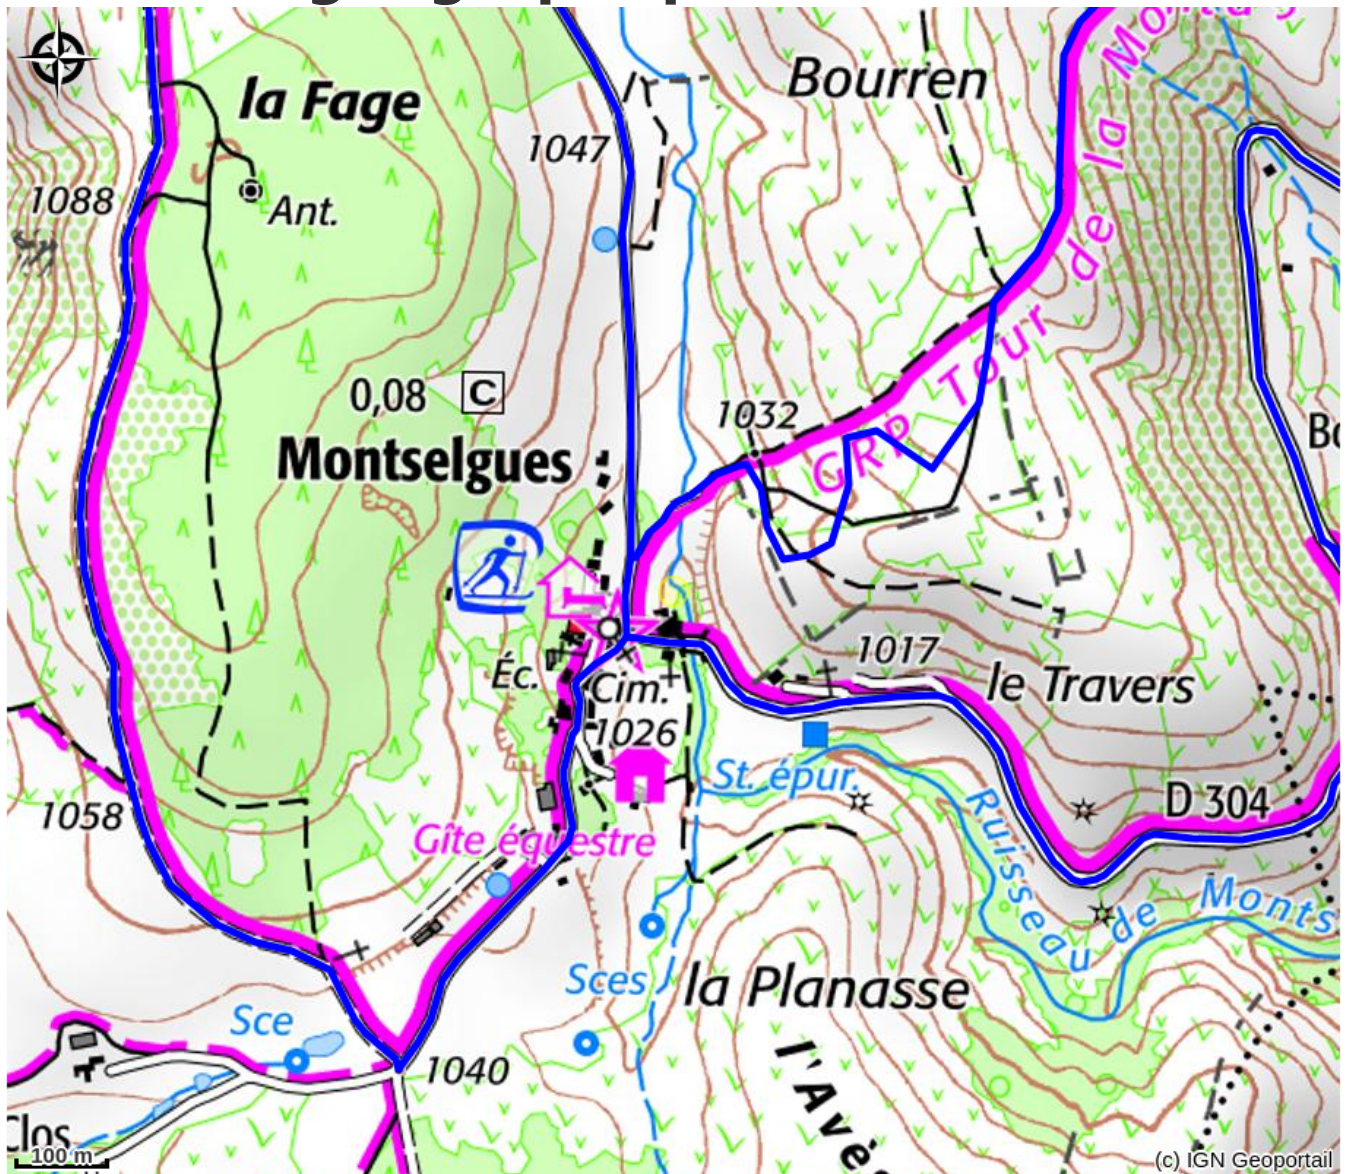 la Fage
Bourren
1047
1088
Ant.
GRP Tour de la
0,08 C
1032
Montselgues
Éc.
Cim.
1017
le Travers
1026
St. épur.
D 304
1058
Gîte équestre
Ruisseau de Monts
Sces
la Planasse
Sce
1040
l'Avè
Clos
100 m
(c) IGN Geoportail